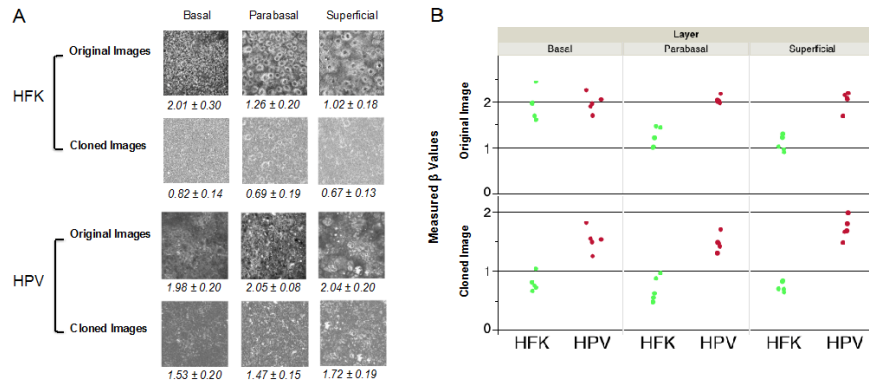 A
Basal Parabasal Superficial
Original Images
HFK
2.01 ± 0.30 1.26 ± 0.20 1.02 ± 0.18
Cloned Images
0.82 ± 0.14 0.69 ± 0.19 0.67 ± 0.13
Original Images
HPV
1.98 ± 0.20 2.05 ± 0.08 2.04 ± 0.20
Cloned Images
1.53 ± 0.20 1.47 ± 0.15 1.72 ± 0.19
B
Layer
Basal Parabasal Superficial
Measured β Values
Original Image
2
1
0
Cloned Image
2
1
0
HFK HPV HFK HPV HFK HPV